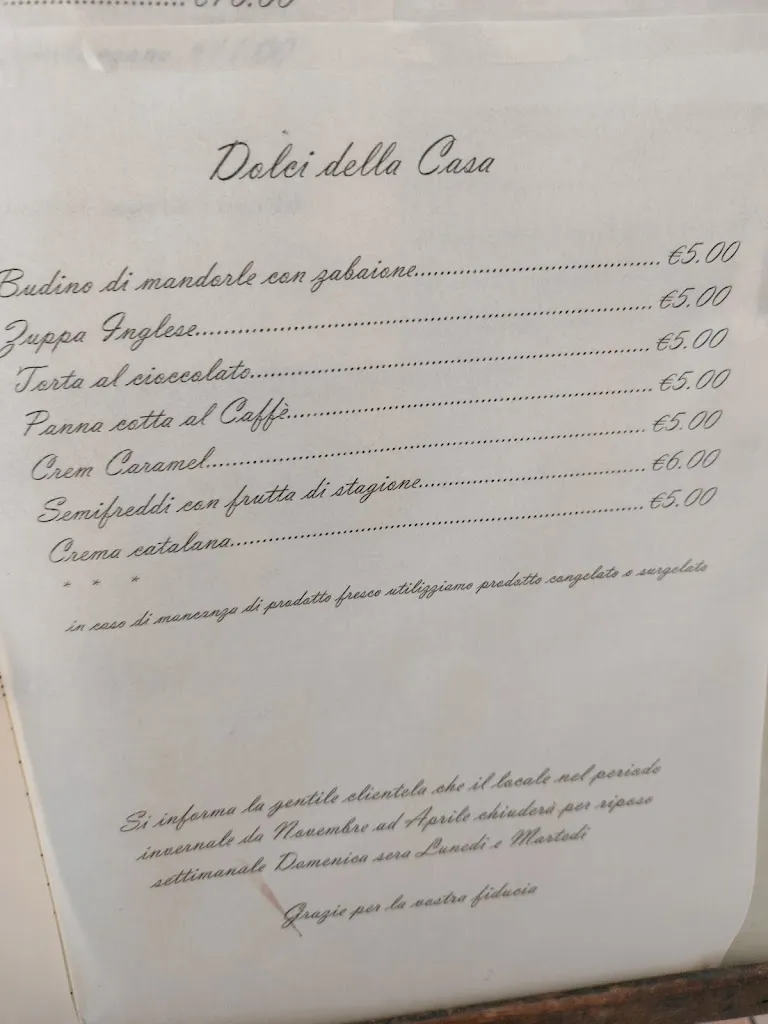 Dolci della Casa
Budino di mandorle con zabaione.......................................... €5.00
Zuppa Inglese............................................................................ €5.00
Torta al cioccolato.................................................................... €5.00
Panna cotta al Caffè............................................................... €5.00
Crem Caramel.......................................................................... €5.00
Semifreddi con frutta di stagione...................................... €6.00
Crema catalana....................................................................... €5.00
* * *
in caso di mancanza di prodotto fresco utilizziamo prodotto congelato o surgelato
Si informa la gentile clientela che il locale nel periodo
invernale da Novembre ad Aprile chiuderà per riposo
settimanale Domenica sera Lunedì e Martedì
Grazie per la vostra fiducia